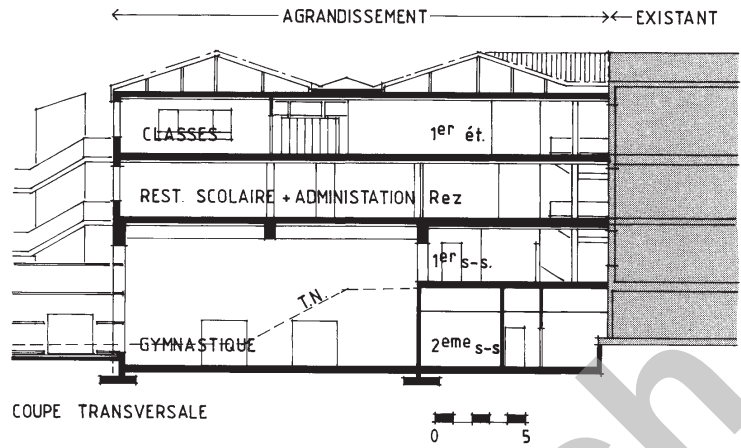 AGRANDISSEMENT EXISTANT
CLASSES 1er ét.
REST. SCOLAIRE + ADMINISTATION Rez
1er s-s.
T.N.
GYMNASTIQUE 2eme s-s
COUPE TRANSVERSALE
0 5